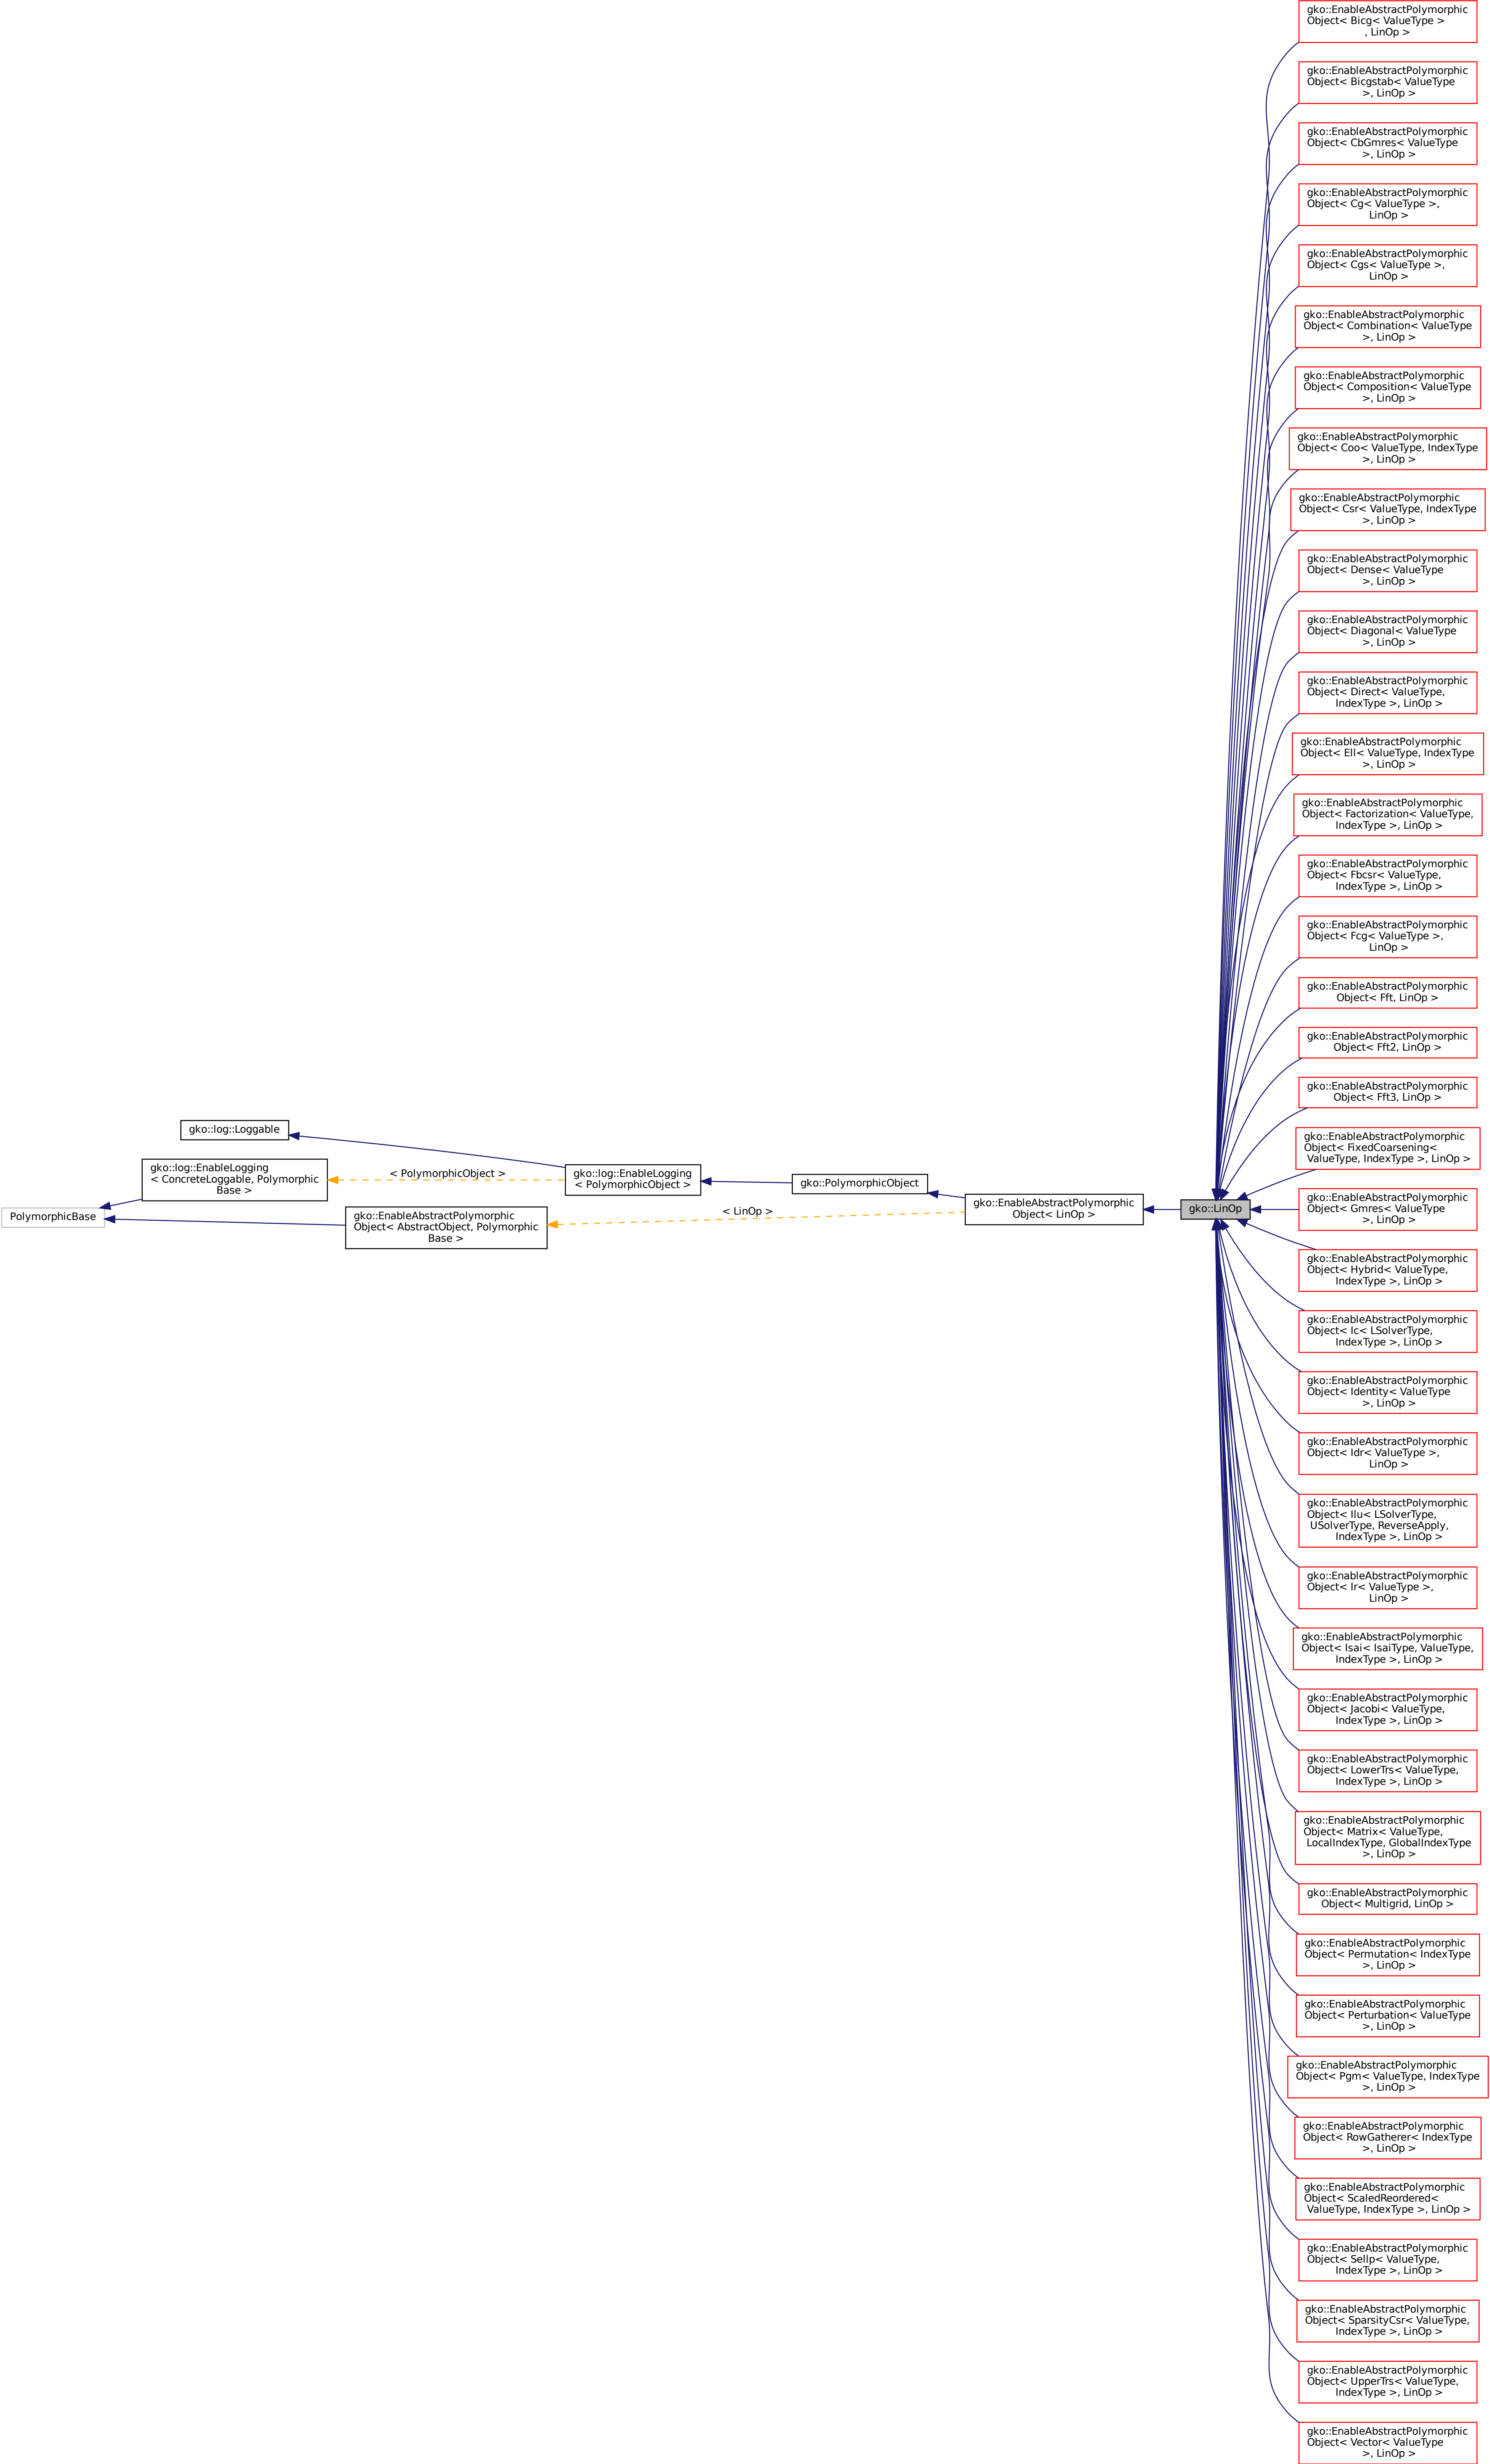 gko::EnableAbstractPolymorphic
Object< Bicg< ValueType >
, LinOp >
gko::EnableAbstractPolymorphic
Object< Bicgstab< ValueType
>, LinOp >
gko::EnableAbstractPolymorphic
Object< CbGmres< ValueType
>, LinOp >
gko::EnableAbstractPolymorphic
Object< Cg< ValueType >,
LinOp >
gko::EnableAbstractPolymorphic
Object< Cgs< ValueType >,
LinOp >
gko::EnableAbstractPolymorphic
Object< Combination< ValueType
>, LinOp >
gko::EnableAbstractPolymorphic
Object< Composition< ValueType
>, LinOp >
gko::EnableAbstractPolymorphic
Object< Coo< ValueType, IndexType
>, LinOp >
gko::EnableAbstractPolymorphic
Object< Csr< ValueType, IndexType
>, LinOp >
gko::EnableAbstractPolymorphic
Object< Dense< ValueType
>, LinOp >
gko::EnableAbstractPolymorphic
Object< Diagonal< ValueType
>, LinOp >
gko::EnableAbstractPolymorphic
Object< Direct< ValueType,
IndexType >, LinOp >
gko::EnableAbstractPolymorphic
Object< Ell< ValueType, IndexType
>, LinOp >
gko::EnableAbstractPolymorphic
Object< Factorization< ValueType,
IndexType >, LinOp >
gko::EnableAbstractPolymorphic
Object< Fbcsr< ValueType,
IndexType >, LinOp >
gko::EnableAbstractPolymorphic
Object< Fcg< ValueType >,
LinOp >
gko::EnableAbstractPolymorphic
Object< Fft, LinOp >
gko::EnableAbstractPolymorphic
Object< Fft2, LinOp >
gko::EnableAbstractPolymorphic
Object< Fft3, LinOp >
gko::log::Loggable
gko::log::EnableLogging
< ConcreteLoggable, Polymorphic
Base >
PolymorphicBase
gko::EnableAbstractPolymorphic
Object< AbstractObject, Polymorphic
Base >
< PolymorphicObject >
gko::log::EnableLogging
< PolymorphicObject >
< LinOp >
gko::PolymorphicObject
gko::EnableAbstractPolymorphic
Object< LinOp >
gko::LinOp
gko::EnableAbstractPolymorphic
Object< FixedCoarsening<
ValueType, IndexType >, LinOp >
gko::EnableAbstractPolymorphic
Object< Gmres< ValueType
>, LinOp >
gko::EnableAbstractPolymorphic
Object< Hybrid< ValueType,
IndexType >, LinOp >
gko::EnableAbstractPolymorphic
Object< Ic< LSolverType,
IndexType >, LinOp >
gko::EnableAbstractPolymorphic
Object< Identity< ValueType
>, LinOp >
gko::EnableAbstractPolymorphic
Object< Idr< ValueType >,
LinOp >
gko::EnableAbstractPolymorphic
Object< Ilu< LSolverType,
USolverType, ReverseApply,
IndexType >, LinOp >
gko::EnableAbstractPolymorphic
Object< Ir< ValueType >,
LinOp >
gko::EnableAbstractPolymorphic
Object< Isai< IsaiType, ValueType,
IndexType >, LinOp >
gko::EnableAbstractPolymorphic
Object< Jacobi< ValueType,
IndexType >, LinOp >
gko::EnableAbstractPolymorphic
Object< LowerTrs< ValueType,
IndexType >, LinOp >
gko::EnableAbstractPolymorphic
Object< Matrix< ValueType,
LocalIndexType, GlobalIndexType
>, LinOp >
gko::EnableAbstractPolymorphic
Object< Multigrid, LinOp >
gko::EnableAbstractPolymorphic
Object< Permutation< IndexType
>, LinOp >
gko::EnableAbstractPolymorphic
Object< Perturbation< ValueType
>, LinOp >
gko::EnableAbstractPolymorphic
Object< Pgm< ValueType, IndexType
>, LinOp >
gko::EnableAbstractPolymorphic
Object< RowGatherer< IndexType
>, LinOp >
gko::EnableAbstractPolymorphic
Object< ScaledReordered<
ValueType, IndexType >, LinOp >
gko::EnableAbstractPolymorphic
Object< Sellp< ValueType,
IndexType >, LinOp >
gko::EnableAbstractPolymorphic
Object< SparsityCsr< ValueType,
IndexType >, LinOp >
gko::EnableAbstractPolymorphic
Object< UpperTrs< ValueType,
IndexType >, LinOp >
gko::EnableAbstractPolymorphic
Object< Vector< ValueType
>, LinOp >